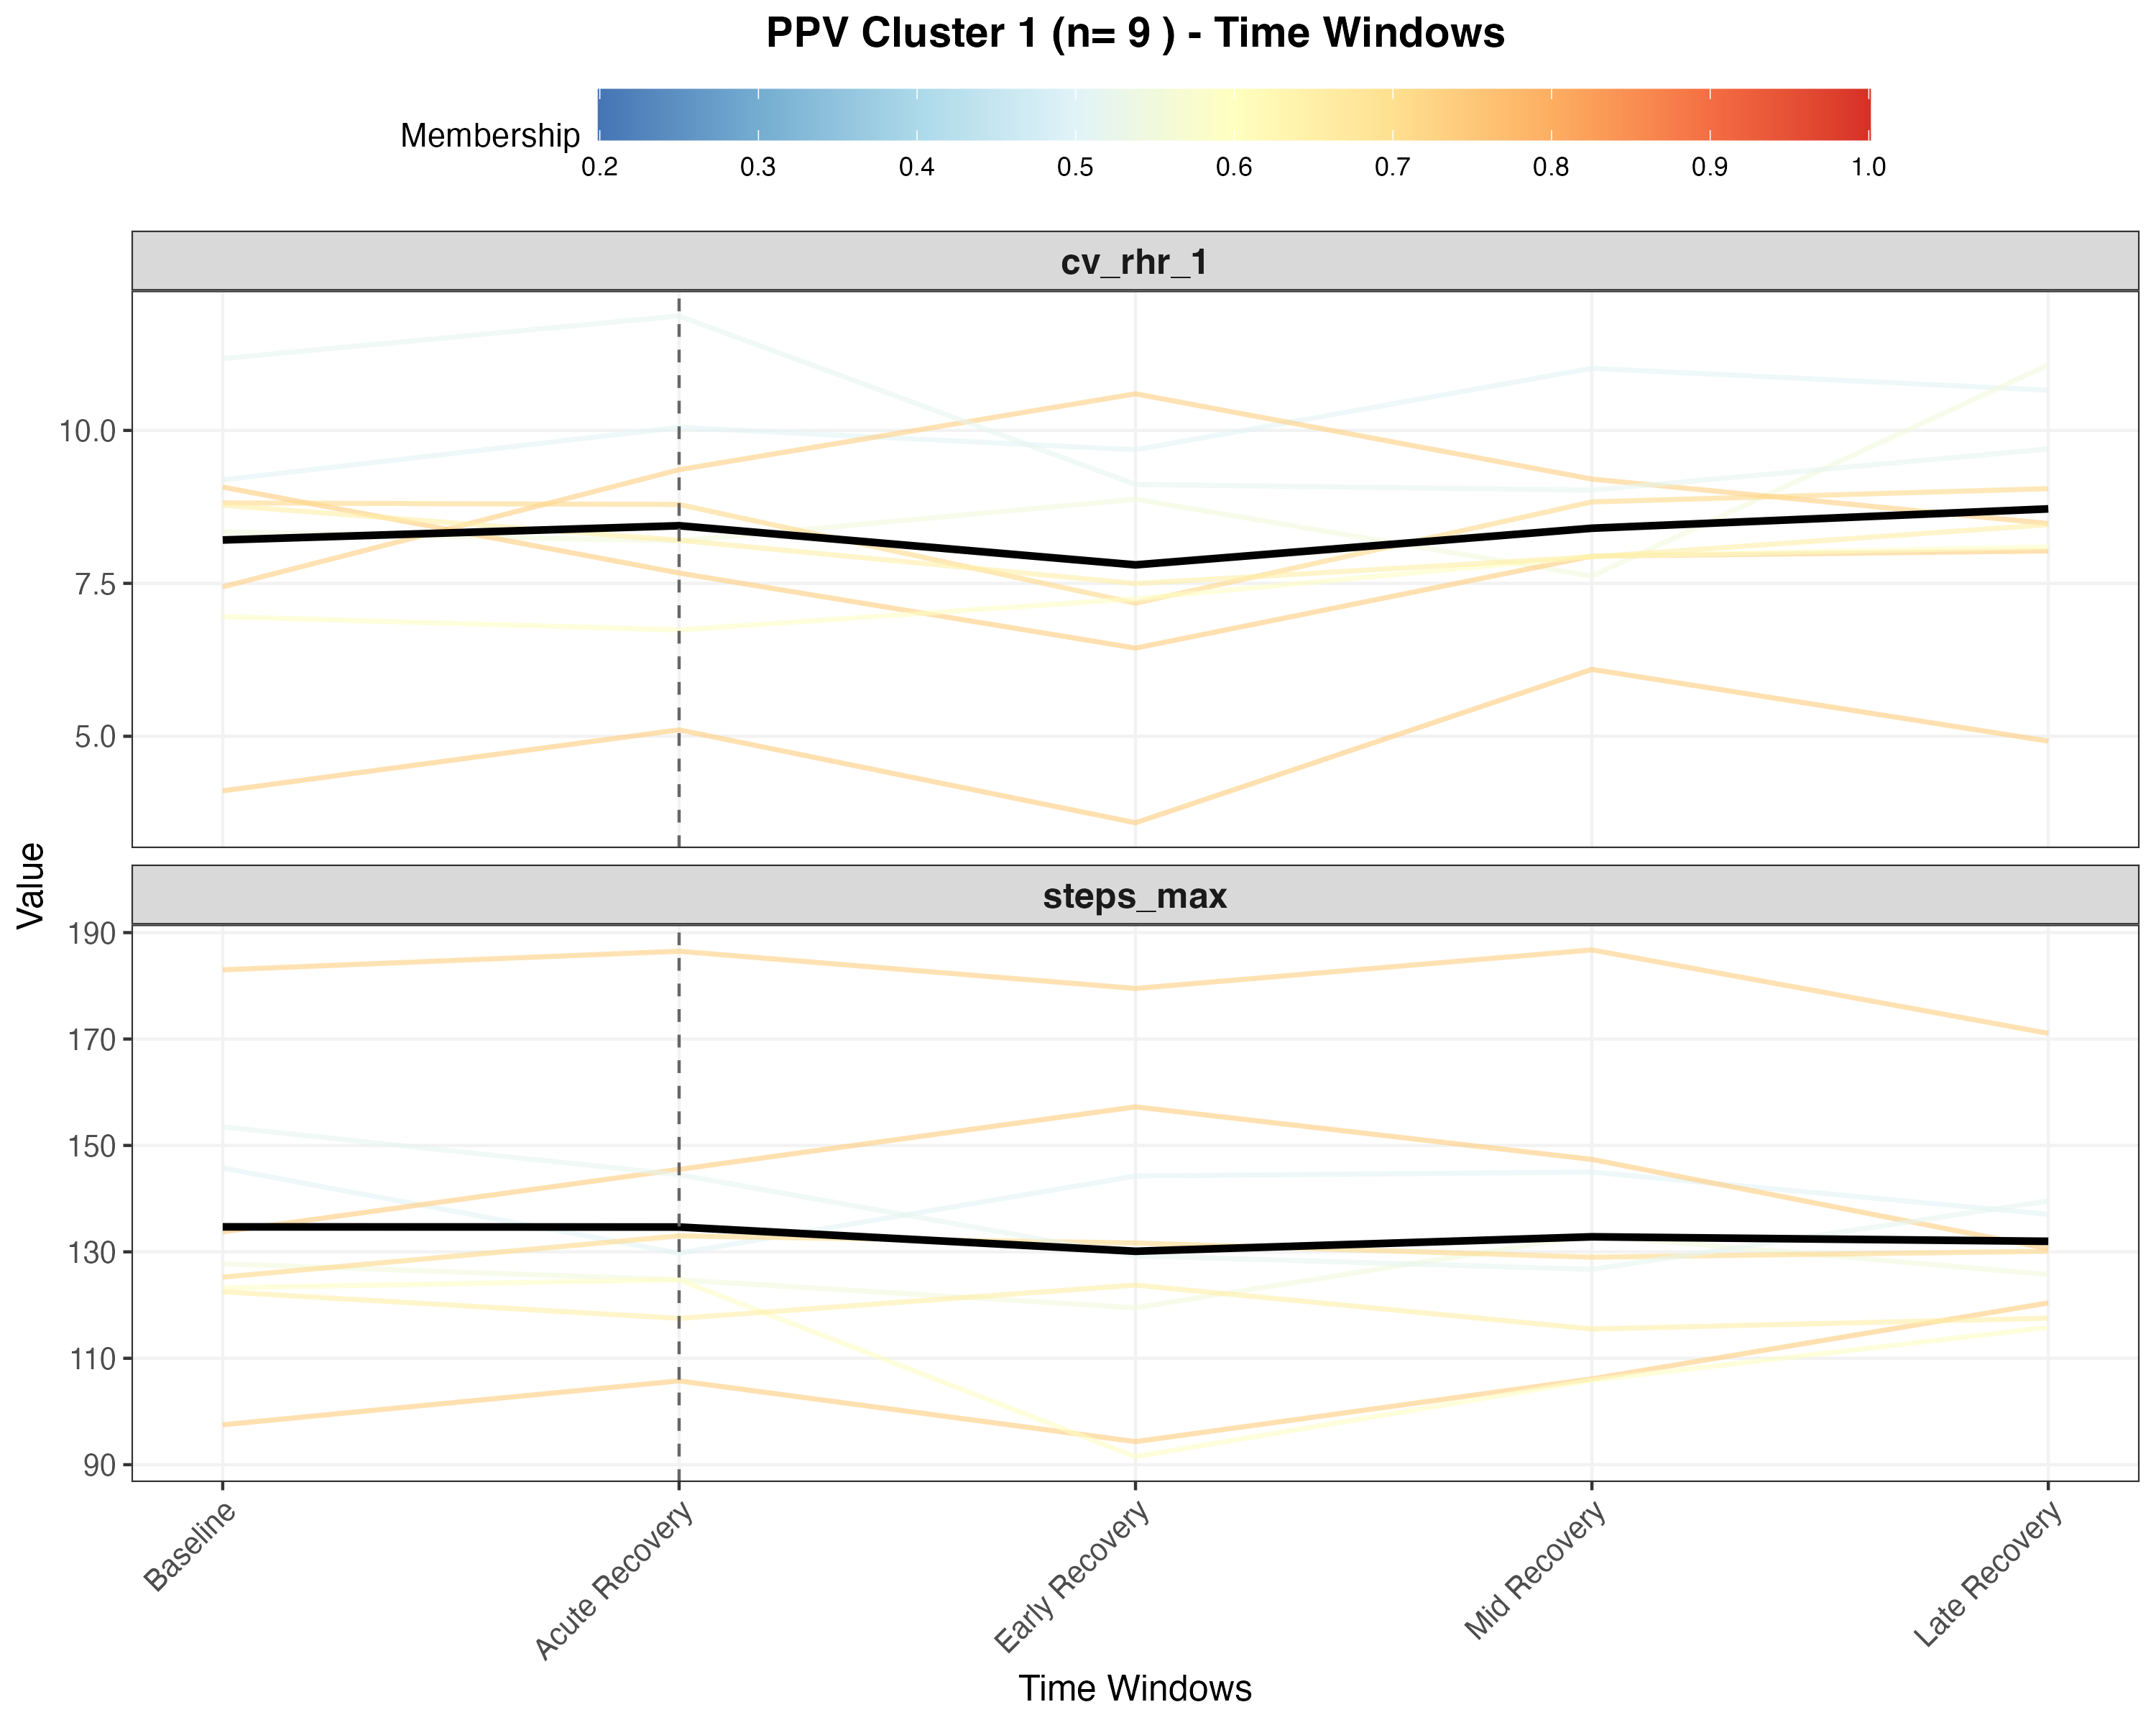 PPV Cluster 1 (n= 9 ) - Time Windows
Membership
0.2 0.3 0.4 0.5 0.6 0.7 0.8 0.9 1.0
cv_rhr_1
10.0
7.5
5.0
Value
steps_max
190
170
150
130
110
90
Baseline
Acute Recovery
Early Recovery
Mid Recovery
Late Recovery
Time Windows